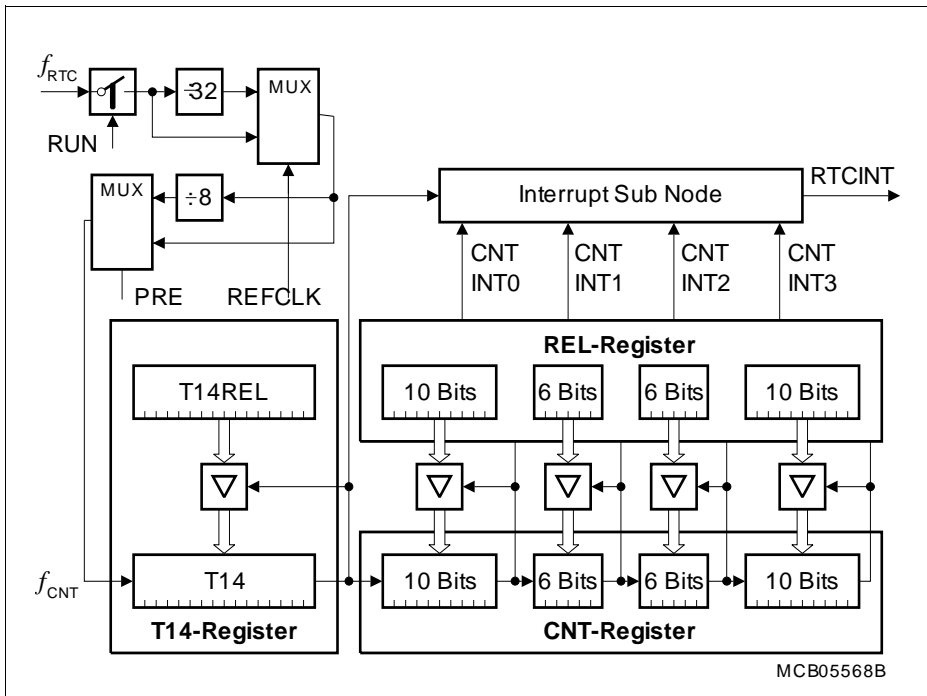 fRTC
RUN
÷32
MUX
MUX
÷8
PRE
REFCLK
Interrupt Sub Node
RTCINT
CNT
INT0
CNT
INT1
CNT
INT2
CNT
INT3
REL-Register
T14REL
10 Bits
6 Bits
6 Bits
10 Bits
fCNT
T14
10 Bits
6 Bits
6 Bits
10 Bits
T14-Register
CNT-Register
MCB05568B